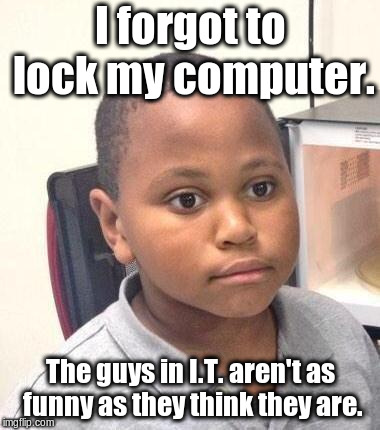 I forgot to
lock my computer.
The guys in I.T. aren't as
funny as they think they are.
imgflip.com